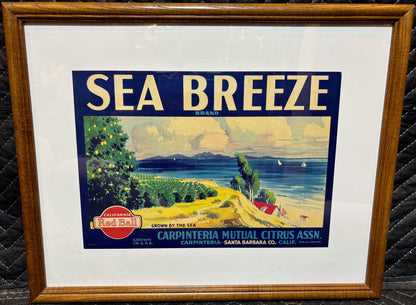 SEA BREEZE
BRAND
CALIFORNIA
Red Ball
GROWN BY THE SEA
GROWN
IN U.S.A.
CARPINTERIA MUTUAL CITRUS ASSN.
CARPINTERIA - SANTA BARBARA CO. CALIF.